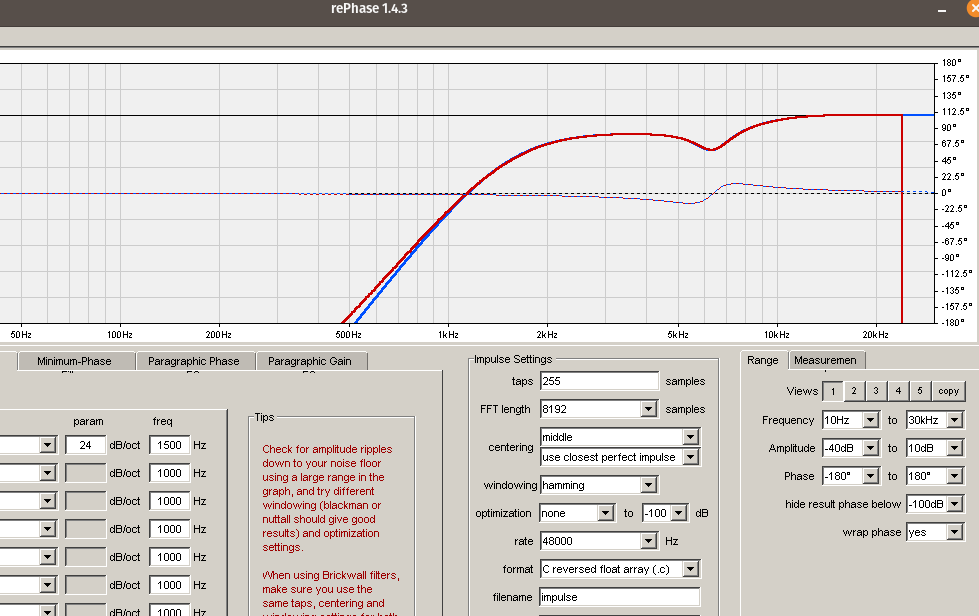 rePhase 1.4.3
180°
157.5°
135°
112.5°
90°
67.5°
45°
22.5°
0°
-22.5°
-45°
-67.5°
-90°
-112.5°
-135°
-157.5°
-180°
50Hz 100Hz 200Hz 500Hz 1kHz 2kHz 5kHz 10kHz 20kHz
Minimum-Phase Paragraphic Phase Paragraphic Gain
param freq
24 dB/oct 1500 Hz
dB/oct 1000 Hz
dB/oct 1000 Hz
dB/oct 1000 Hz
dB/oct 1000 Hz
dB/oct 1000 Hz
dB/oct 1000 Hz
Tips
Check for amplitude ripples
down to your noise floor
using a large range in the
graph, and try different
windowing (blackman or
nuttall should give good
results) and optimization
settings.
When using Brickwall filters,
make sure you use the
same taps, centering and
windowing settings for both
Impulse Settings
taps 255 samples
FFT length 8192 samples
centering middle
use closest perfect impulse
windowing hamming
optimization none to -100 dB
rate 48000 Hz
format C reversed float array (.c)
filename impulse
Range Measuremen
Views 1 2 3 4 5 copy
Frequency 10Hz to 30kHz
Amplitude -40dB to 10dB
Phase -180° to 180°
hide result phase below -100dB
wrap phase yes